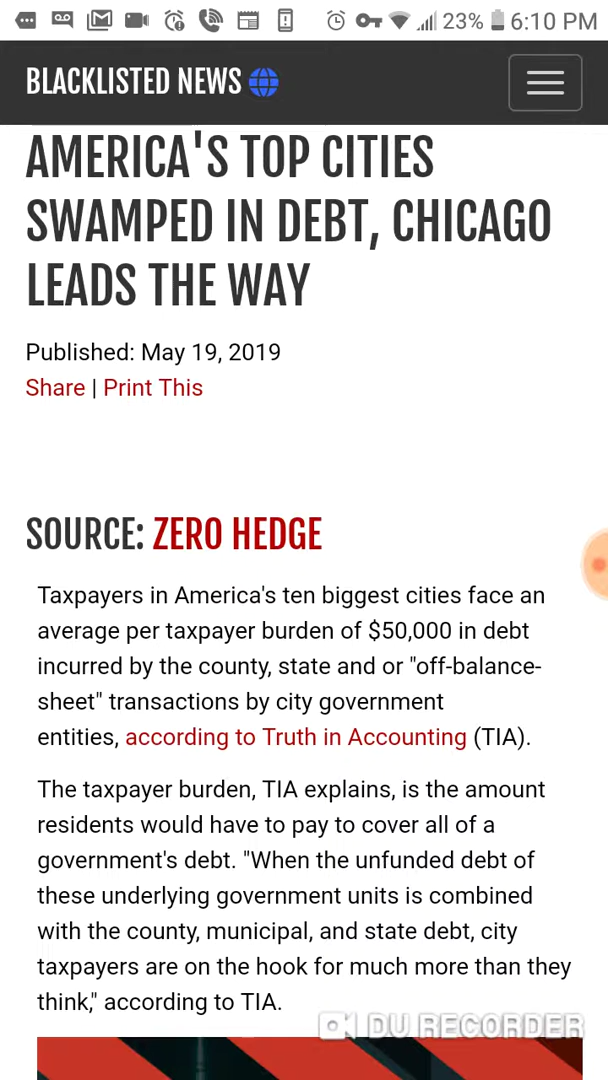 23% 6:10 PM
BLACKLISTED NEWS
AMERICA'S TOP CITIES
SWAMPED IN DEBT, CHICAGO
LEADS THE WAY
Published: May 19, 2019
Share | Print This
SOURCE: ZERO HEDGE
Taxpayers in America's ten biggest cities face an
average per taxpayer burden of $50,000 in debt
incurred by the county, state and or "off-balance-
sheet" transactions by city government
entities, according to Truth in Accounting (TIA).
The taxpayer burden, TIA explains, is the amount
residents would have to pay to cover all of a
government's debt. "When the unfunded debt of
these underlying government units is combined
with the county, municipal, and state debt, city
taxpayers are on the hook for much more than they
think," according to TIA.
DU RECORDER